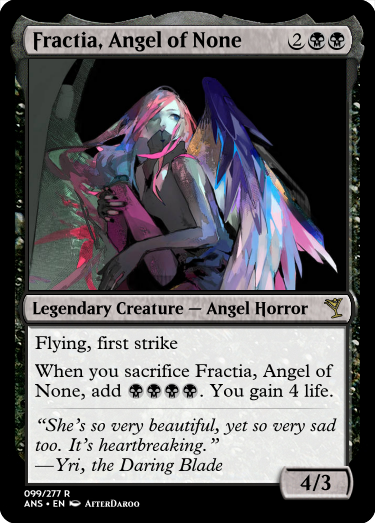 Fractia, Angel of None 2
Legendary Creature — Angel Horror
Flying, first strike
When you sacrifice Fractia, Angel of
None, add . You gain 4 life.
“She's so very beautiful, yet so very sad
too. It's heartbreaking.”
—Yri, the Daring Blade
4/3
099/277 R
ANS • EN AfterDaroo